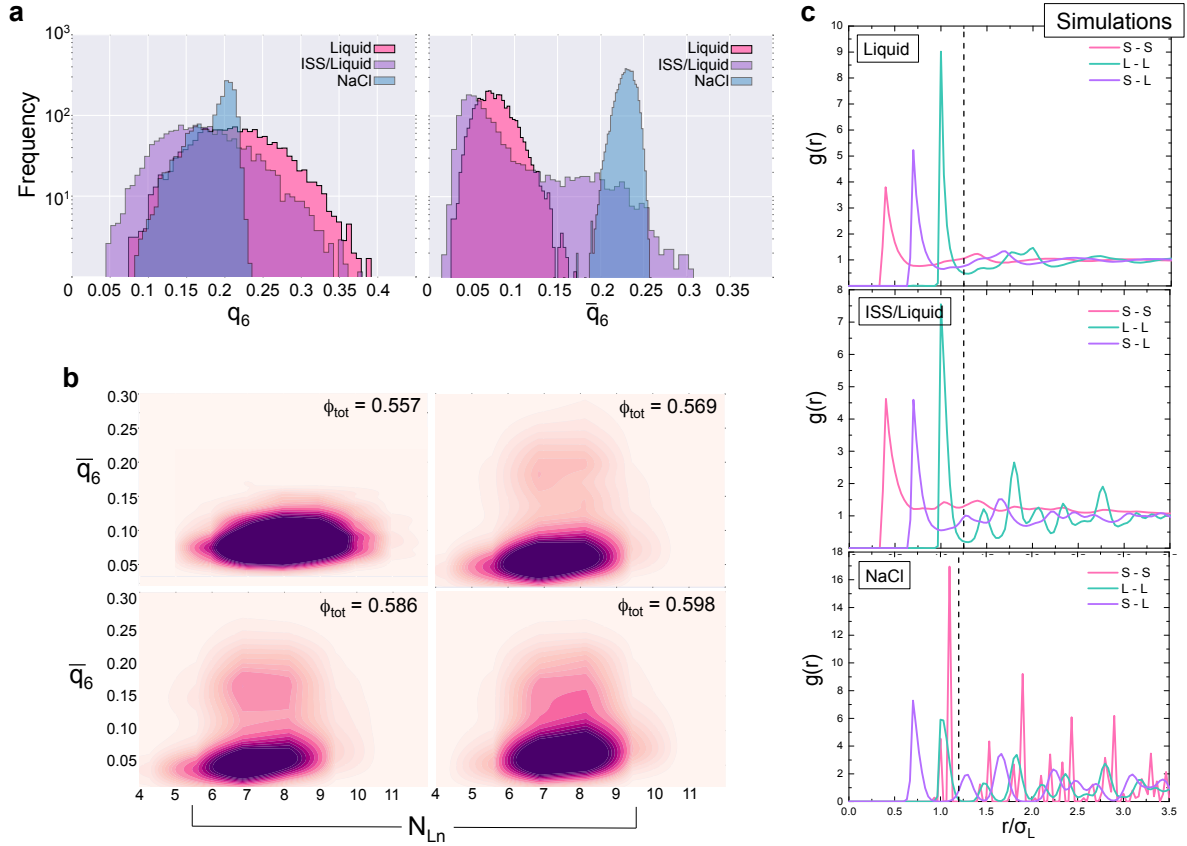 a
10³
10²
10¹
Frequency
Liquid
ISS/Liquid
NaCl
0 0.05 0.1 0.15 0.2 0.25 0.3 0.35 0.4
q₆
Liquid
ISS/Liquid
NaCl
0 0.05 0.1 0.15 0.2 0.25 0.3 0.35
q̅₆
b
0.30
0.25
0.20
q̅₆
0.15
0.10
0.05
ϕtot = 0.557
ϕtot = 0.569
0.30
0.25
0.20
q̅₆
0.15
0.10
0.05
ϕtot = 0.586
ϕtot = 0.598
4 5 6 7 8 9 10 11
4 5 6 7 8 9 10 11
N_Ln
c
Simulations
Liquid
S - S
L - L
S - L
10
9
8
7
6
5
4
3
2
1
g(r)
ISS/Liquid
S - S
L - L
S - L
8
7
6
5
4
3
2
1
g(r)
NaCl
S - S
L - L
S - L
18
16
14
12
10
8
6
4
2
0
g(r)
0.0 0.5 1.0 1.5 2.0 2.5 3.0 3.5
r/σ_L